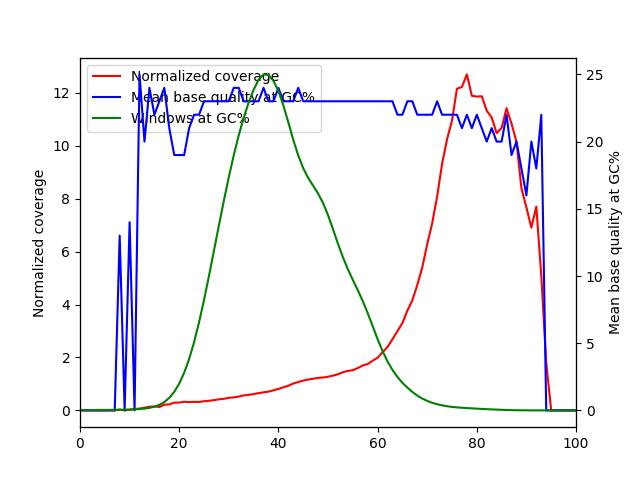 Normalized coverage
Mean base quality at GC%
Windows at GC%
Normalized coverage
Mean base quality at GC%
12
10
8
6
4
2
0
25
20
15
10
5
0
0 20 40 60 80 100